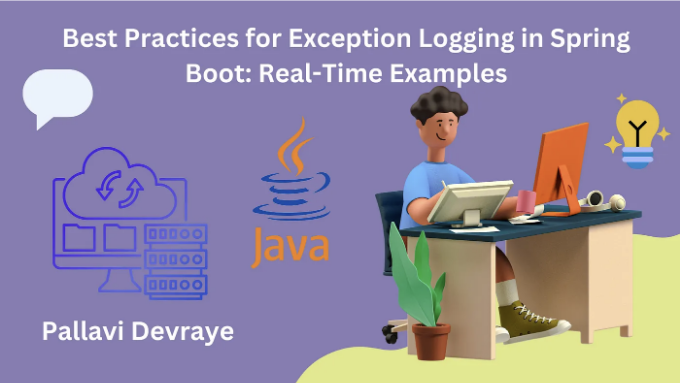 Best Practices for Exception Logging in Spring
Boot: Real-Time Examples
Java
Pallavi Devraye